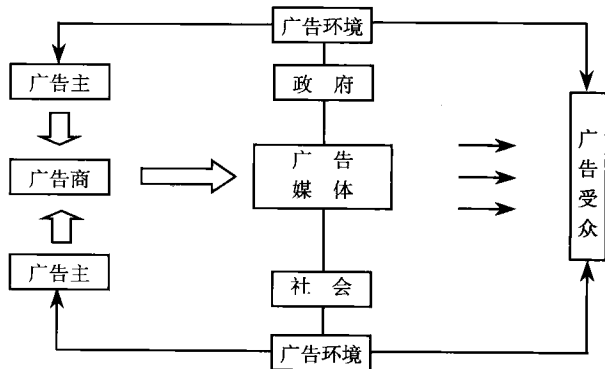 广告环境
广告主
政 府
广 告
媒 体
广告商
广告受众
广告主
社 会
广告环境